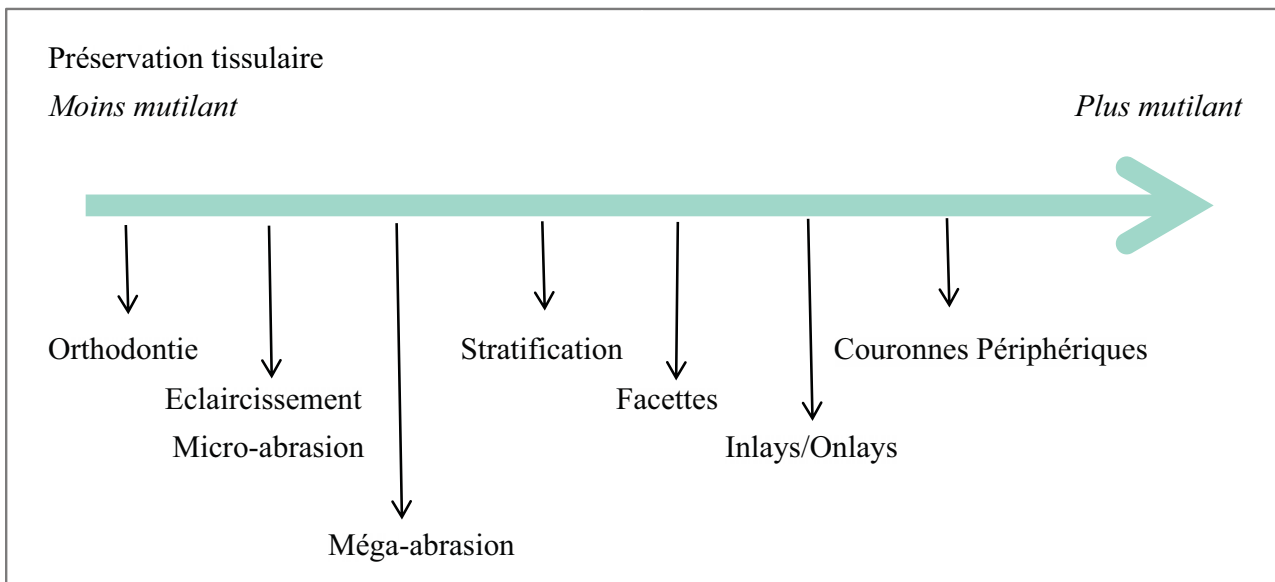 Préservation tissulaire
Moins mutilant
Plus mutilant
Orthodontie
Stratification
Couronnes Périphériques
Eclaircissement
Facettes
Micro-abrasion
Inlays/Onlays
Méga-abrasion